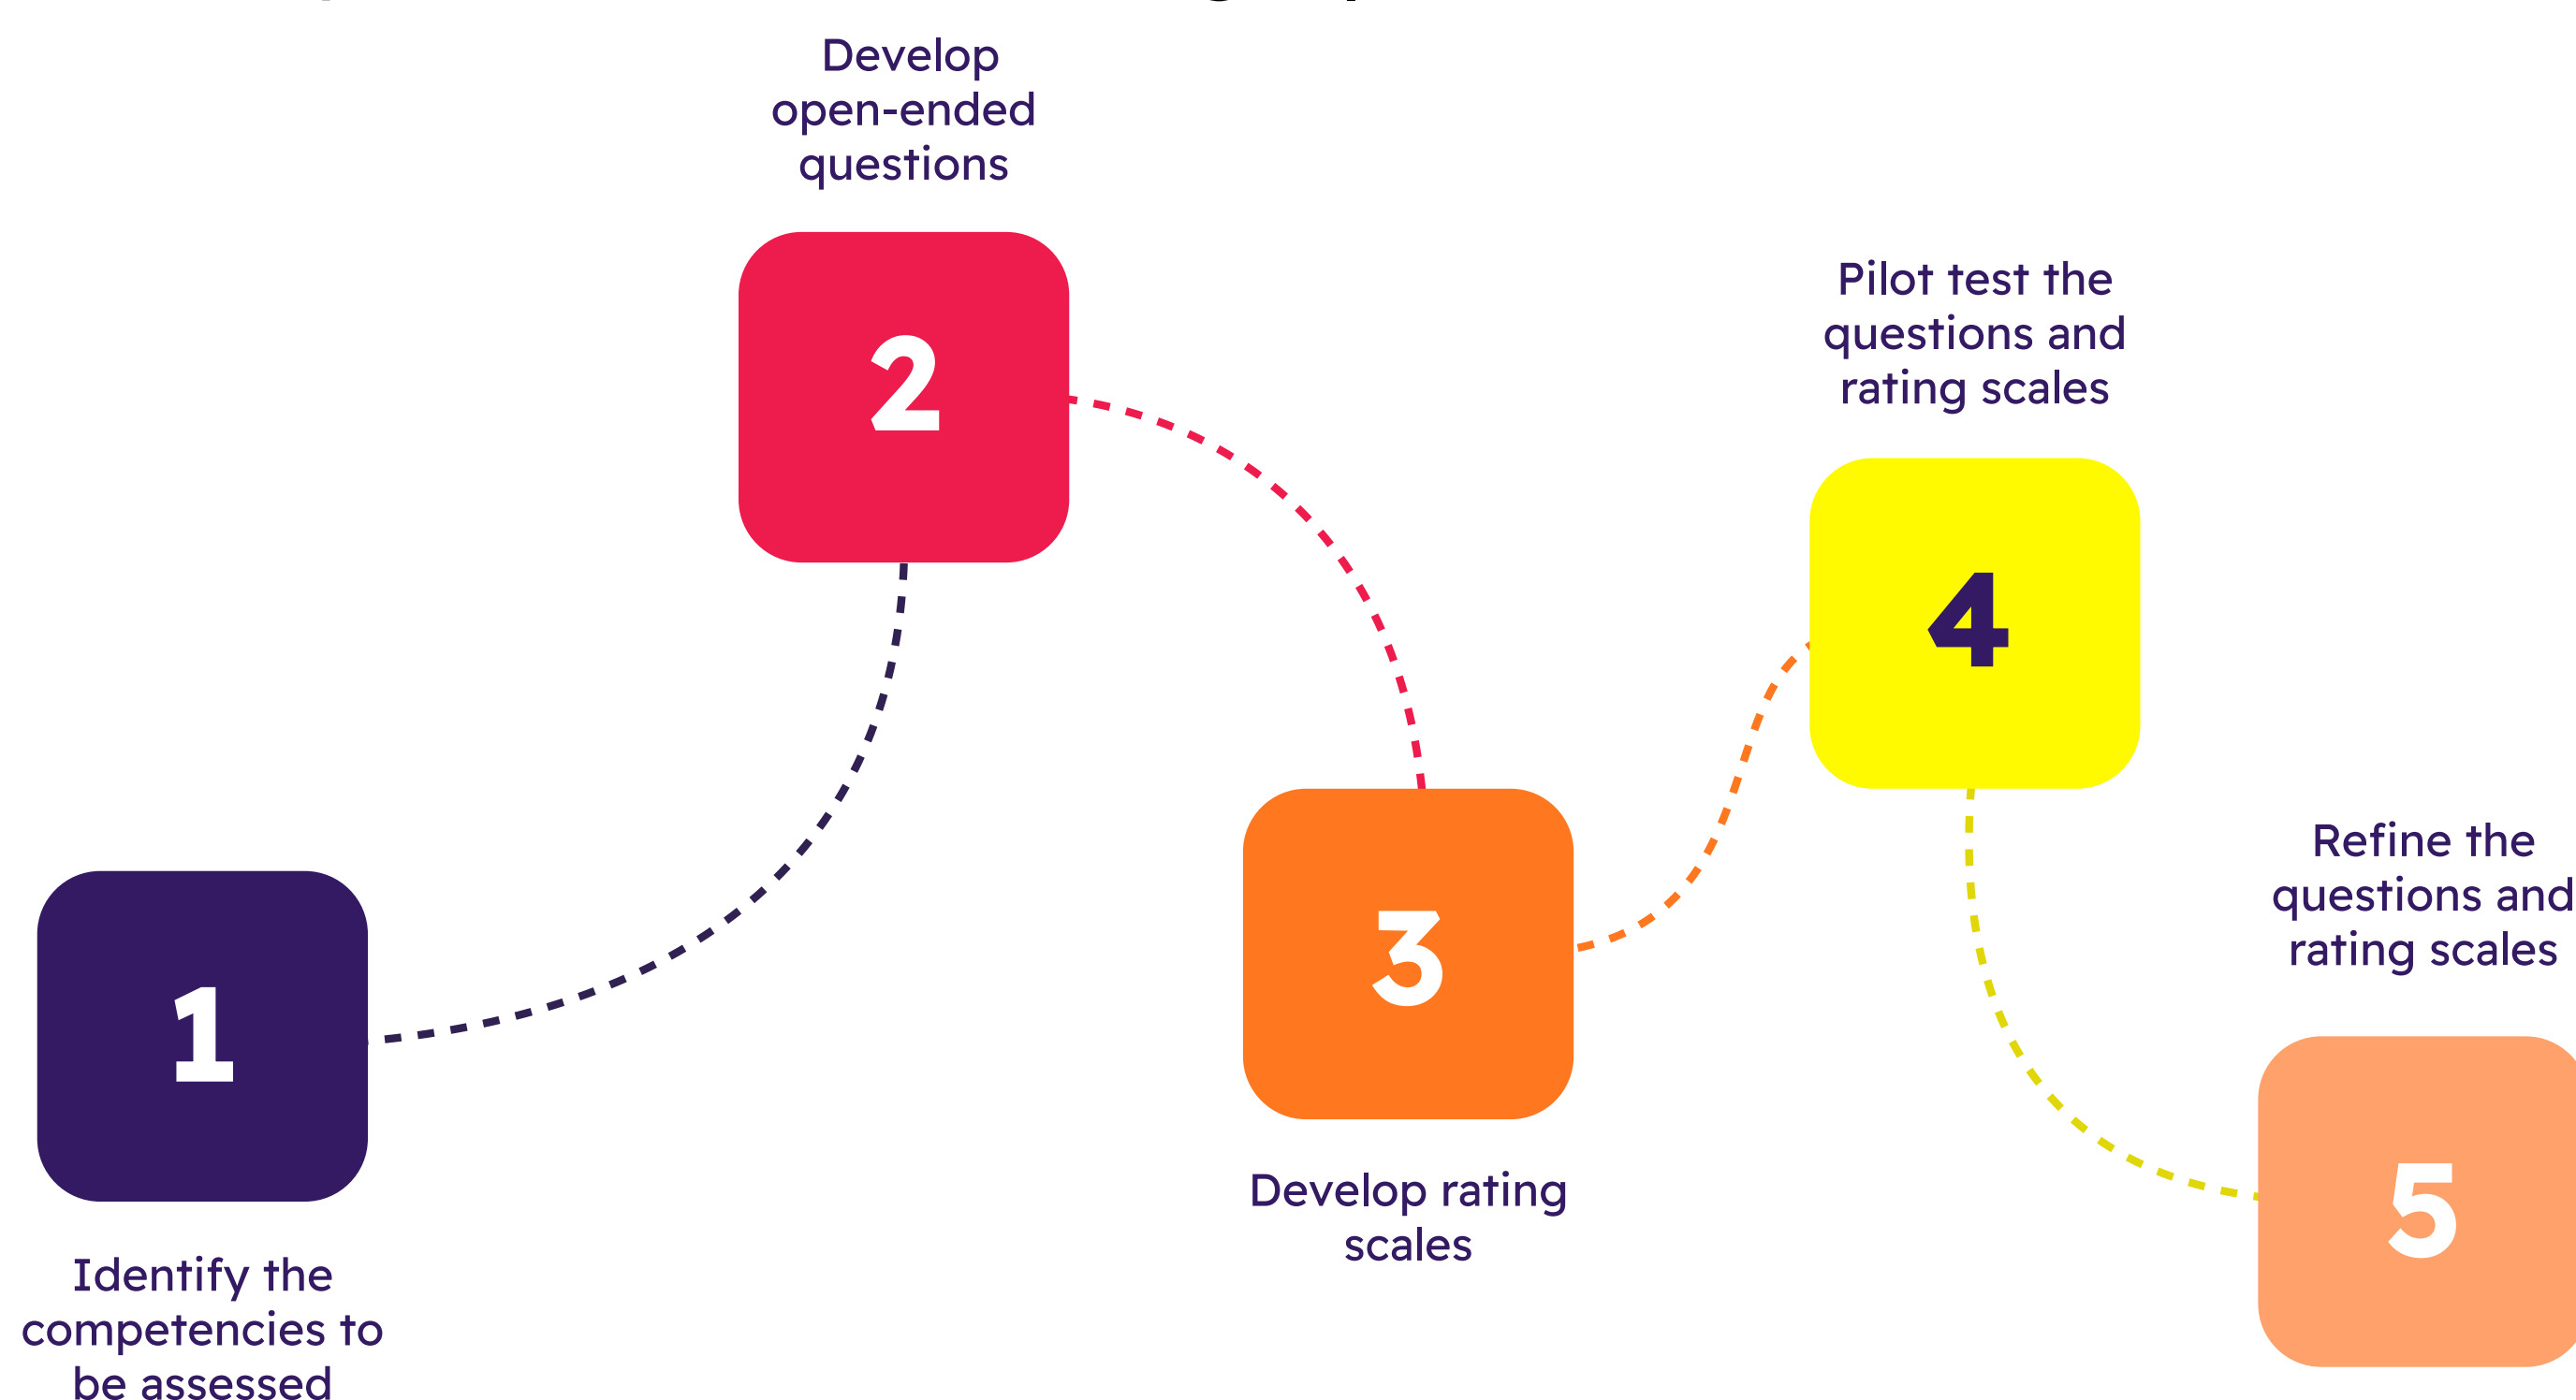 1
Identify the
competencies to
be assessed
Develop
open-ended
questions
2
3
Develop rating
scales
Pilot test the
questions and
rating scales
4
Refine the
questions and
rating scales
5